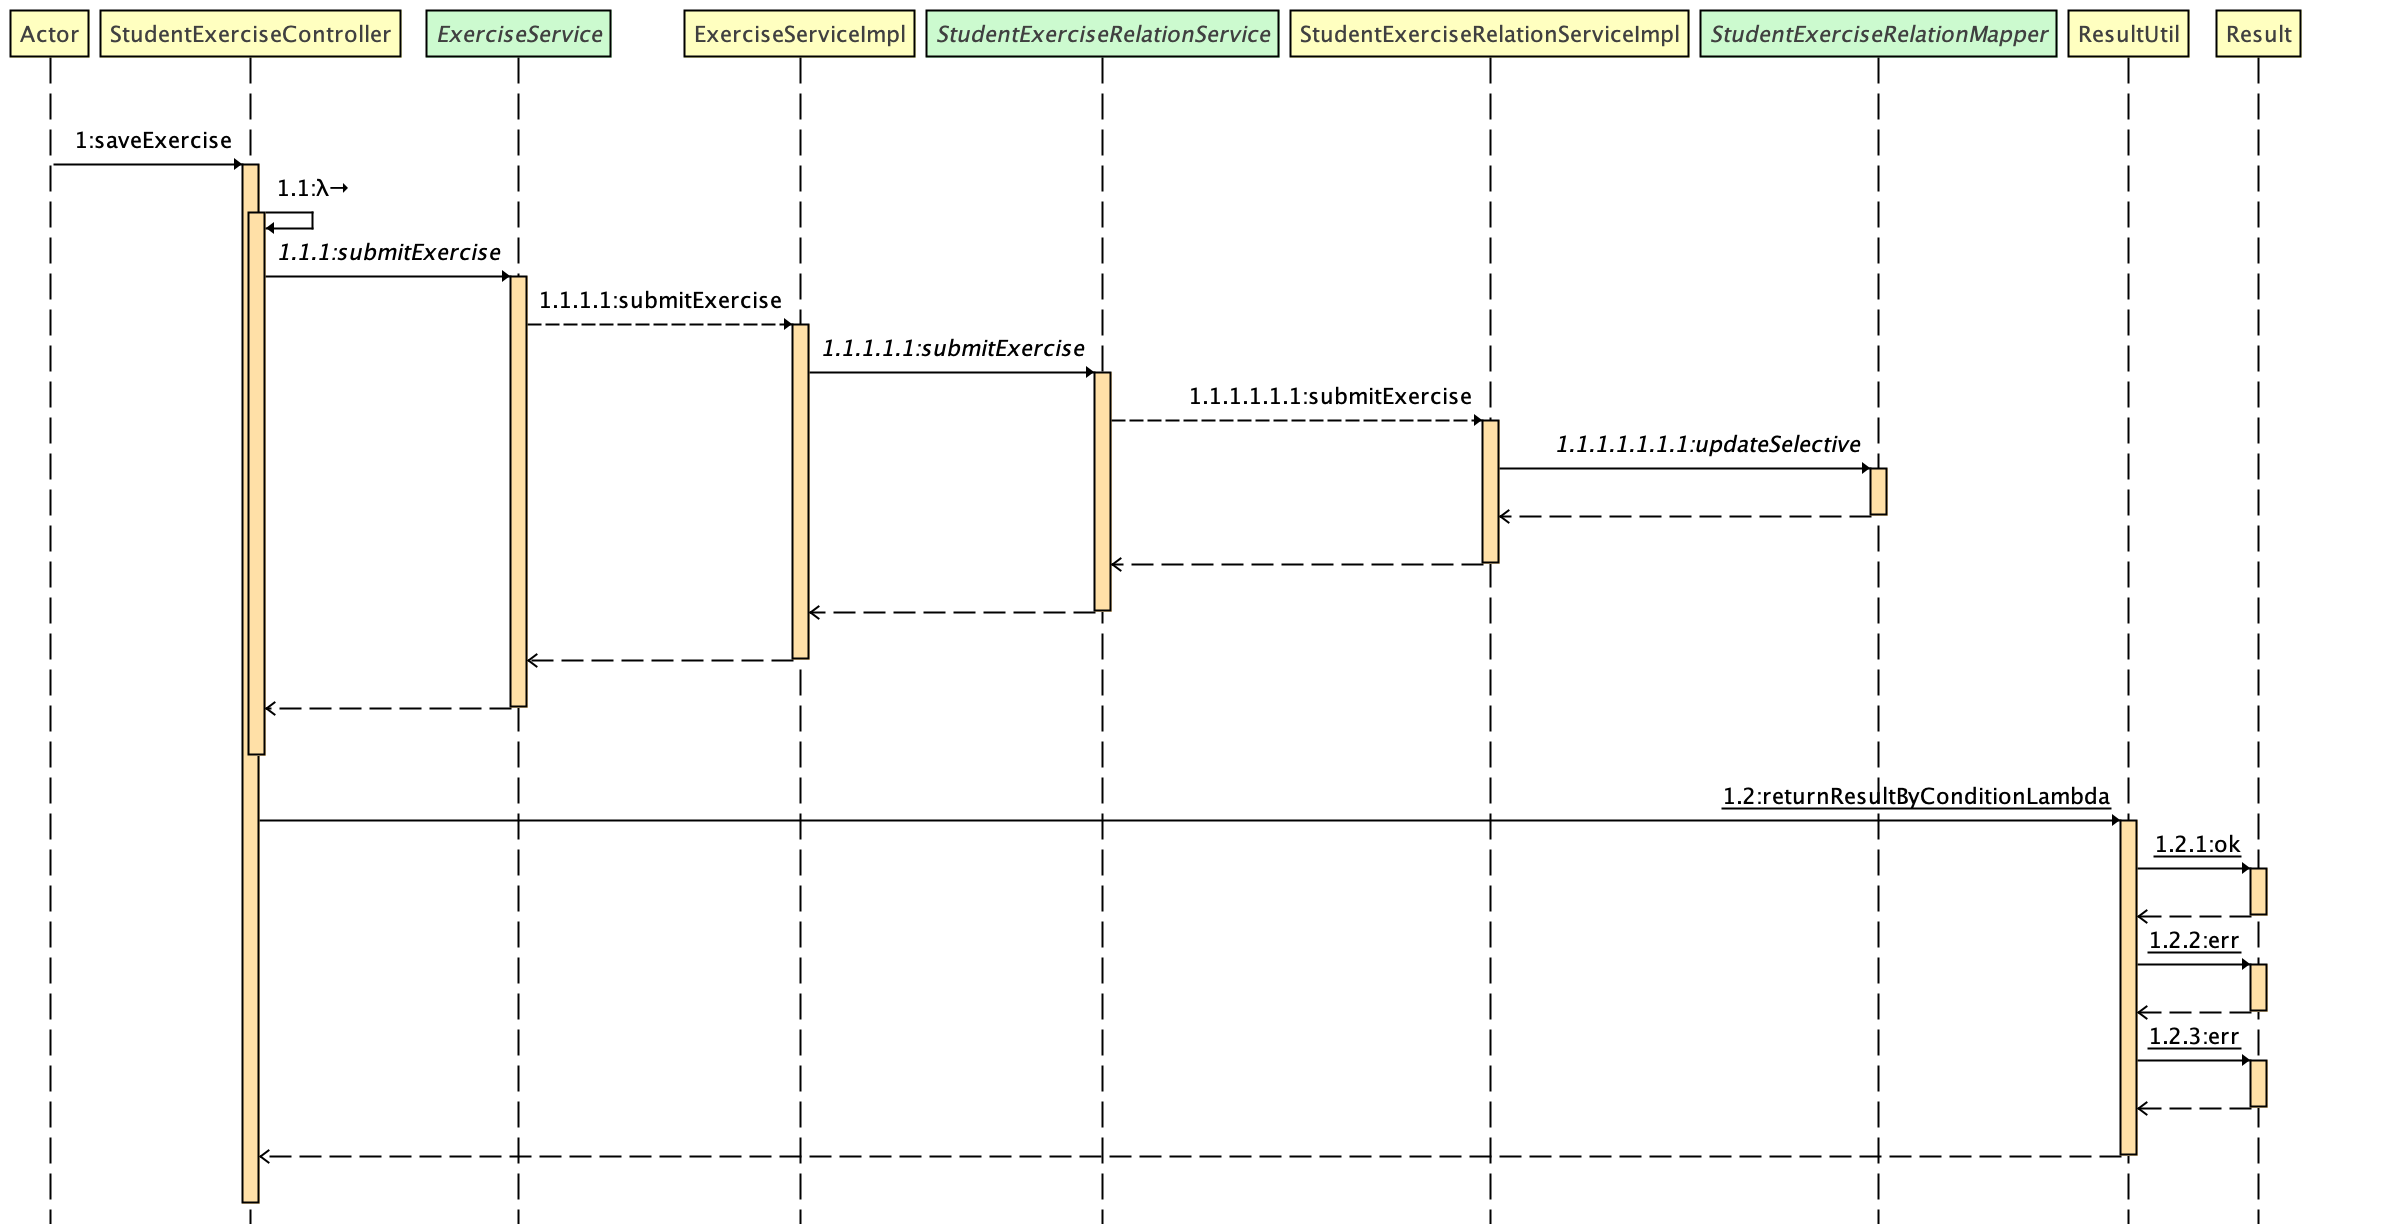 Actor
StudentExerciseController
ExerciseService
ExerciseServiceImpl
StudentExerciseRelationService
StudentExerciseRelationServiceImpl
StudentExerciseRelationMapper
ResultUtil
Result
1:saveExercise
1.1:λ→
1.1.1:submitExercise
1.1.1.1:submitExercise
1.1.1.1.1:submitExercise
1.1.1.1.1.1:submitExercise
1.1.1.1.1.1.1:updateSelective
1.2:returnResultByConditionLambda
1.2.1:ok
1.2.2:err
1.2.3:err